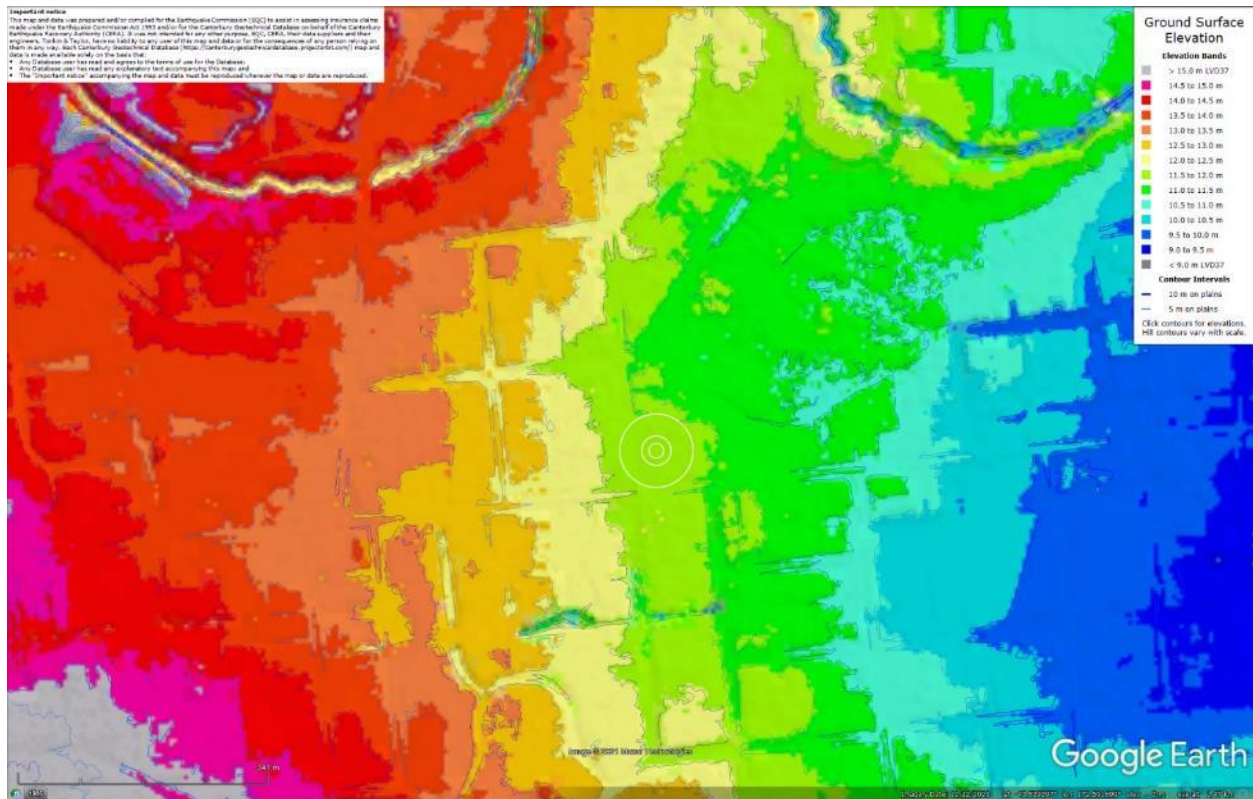 Important notice
This map and data was prepared and/or compiled for the Earthquake Commission (EQC) to assist in assessing insurance claims
made under the Earthquake Commission Act 1993 and/or for the Canterbury Geotechnical Database on behalf of the Canterbury
Earthquake Recovery Authority (CERA). It was not intended for any other purpose. EQC, CERA, their data suppliers and their
engineers, Tonkin & Taylor, have no liability to any user of this map and data or for the consequences of any person relying on
them in any way. Each Canterbury Geotechnical Database (https://canterburygeotechnicaldatabase.projectorbit.com/) map and
data is made available solely on the basis that:
• Any Database user has read and agrees to the terms of use for the Database;
• Any Database user has read any explanatory text accompanying this map; and
• The "Important notice" accompanying the map and data must be reproduced wherever the map or data are reproduced.
Ground Surface
Elevation
Elevation Bands
> 15.0 m LVD37
14.5 to 15.0 m
14.0 to 14.5 m
13.5 to 14.0 m
13.0 to 13.5 m
12.5 to 13.0 m
12.0 to 12.5 m
11.5 to 12.0 m
11.0 to 11.5 m
10.5 to 11.0 m
10.0 to 10.5 m
9.5 to 10.0 m
9.0 to 9.5 m
< 9.0 m LVD37
Contour Intervals
10 m on plains
5 m on plains
Click contours for elevations.
Hill contours vary with scale.
Image © 2021 Maxar Technologies
Google Earth
341 m
Imagery Date: